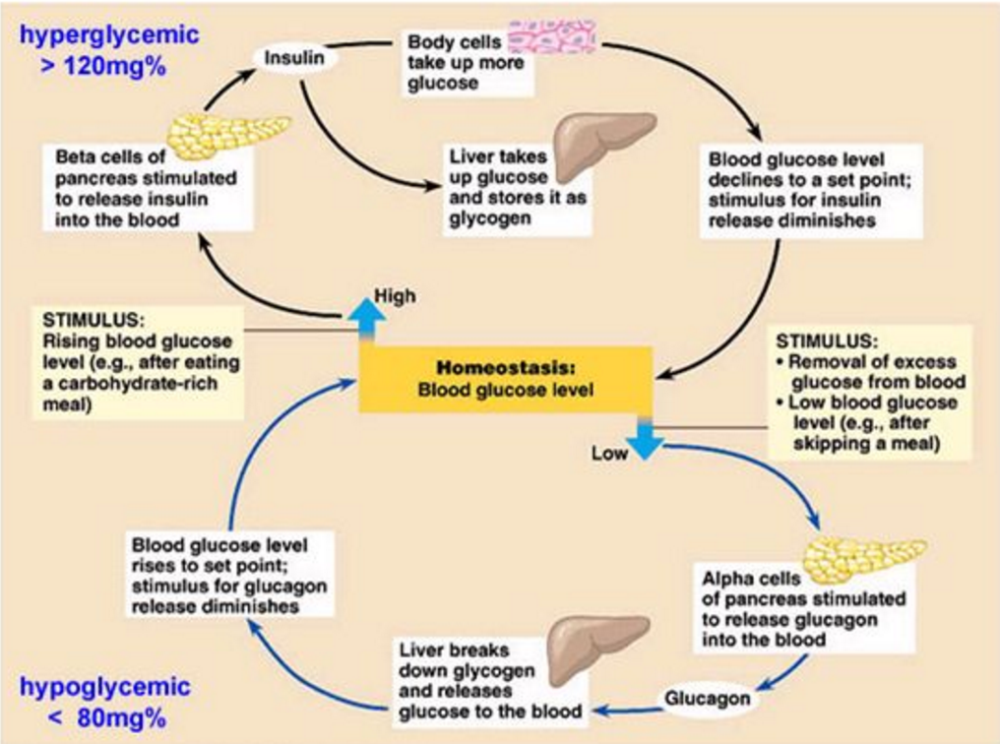 hyperglycemic
> 120mg%
Insulin
Body cells
take up more
glucose
Beta cells of
pancreas stimulated
to release insulin
into the blood
Liver takes
up glucose
and stores it as
glycogen
Blood glucose level
declines to a set point;
stimulus for insulin
release diminishes
High
STIMULUS:
Rising blood glucose
level (e.g., after eating
a carbohydrate-rich
meal)
Homeostasis:
Blood glucose level
STIMULUS:
• Removal of excess
glucose from blood
• Low blood glucose
level (e.g., after
skipping a meal)
Low
Blood glucose level
rises to set point;
stimulus for glucagon
release diminishes
Alpha cells
of pancreas stimulated
to release glucagon
into the blood
Liver breaks
down glycogen
and releases
glucose to the blood
Glucagon
hypoglycemic
< 80mg%